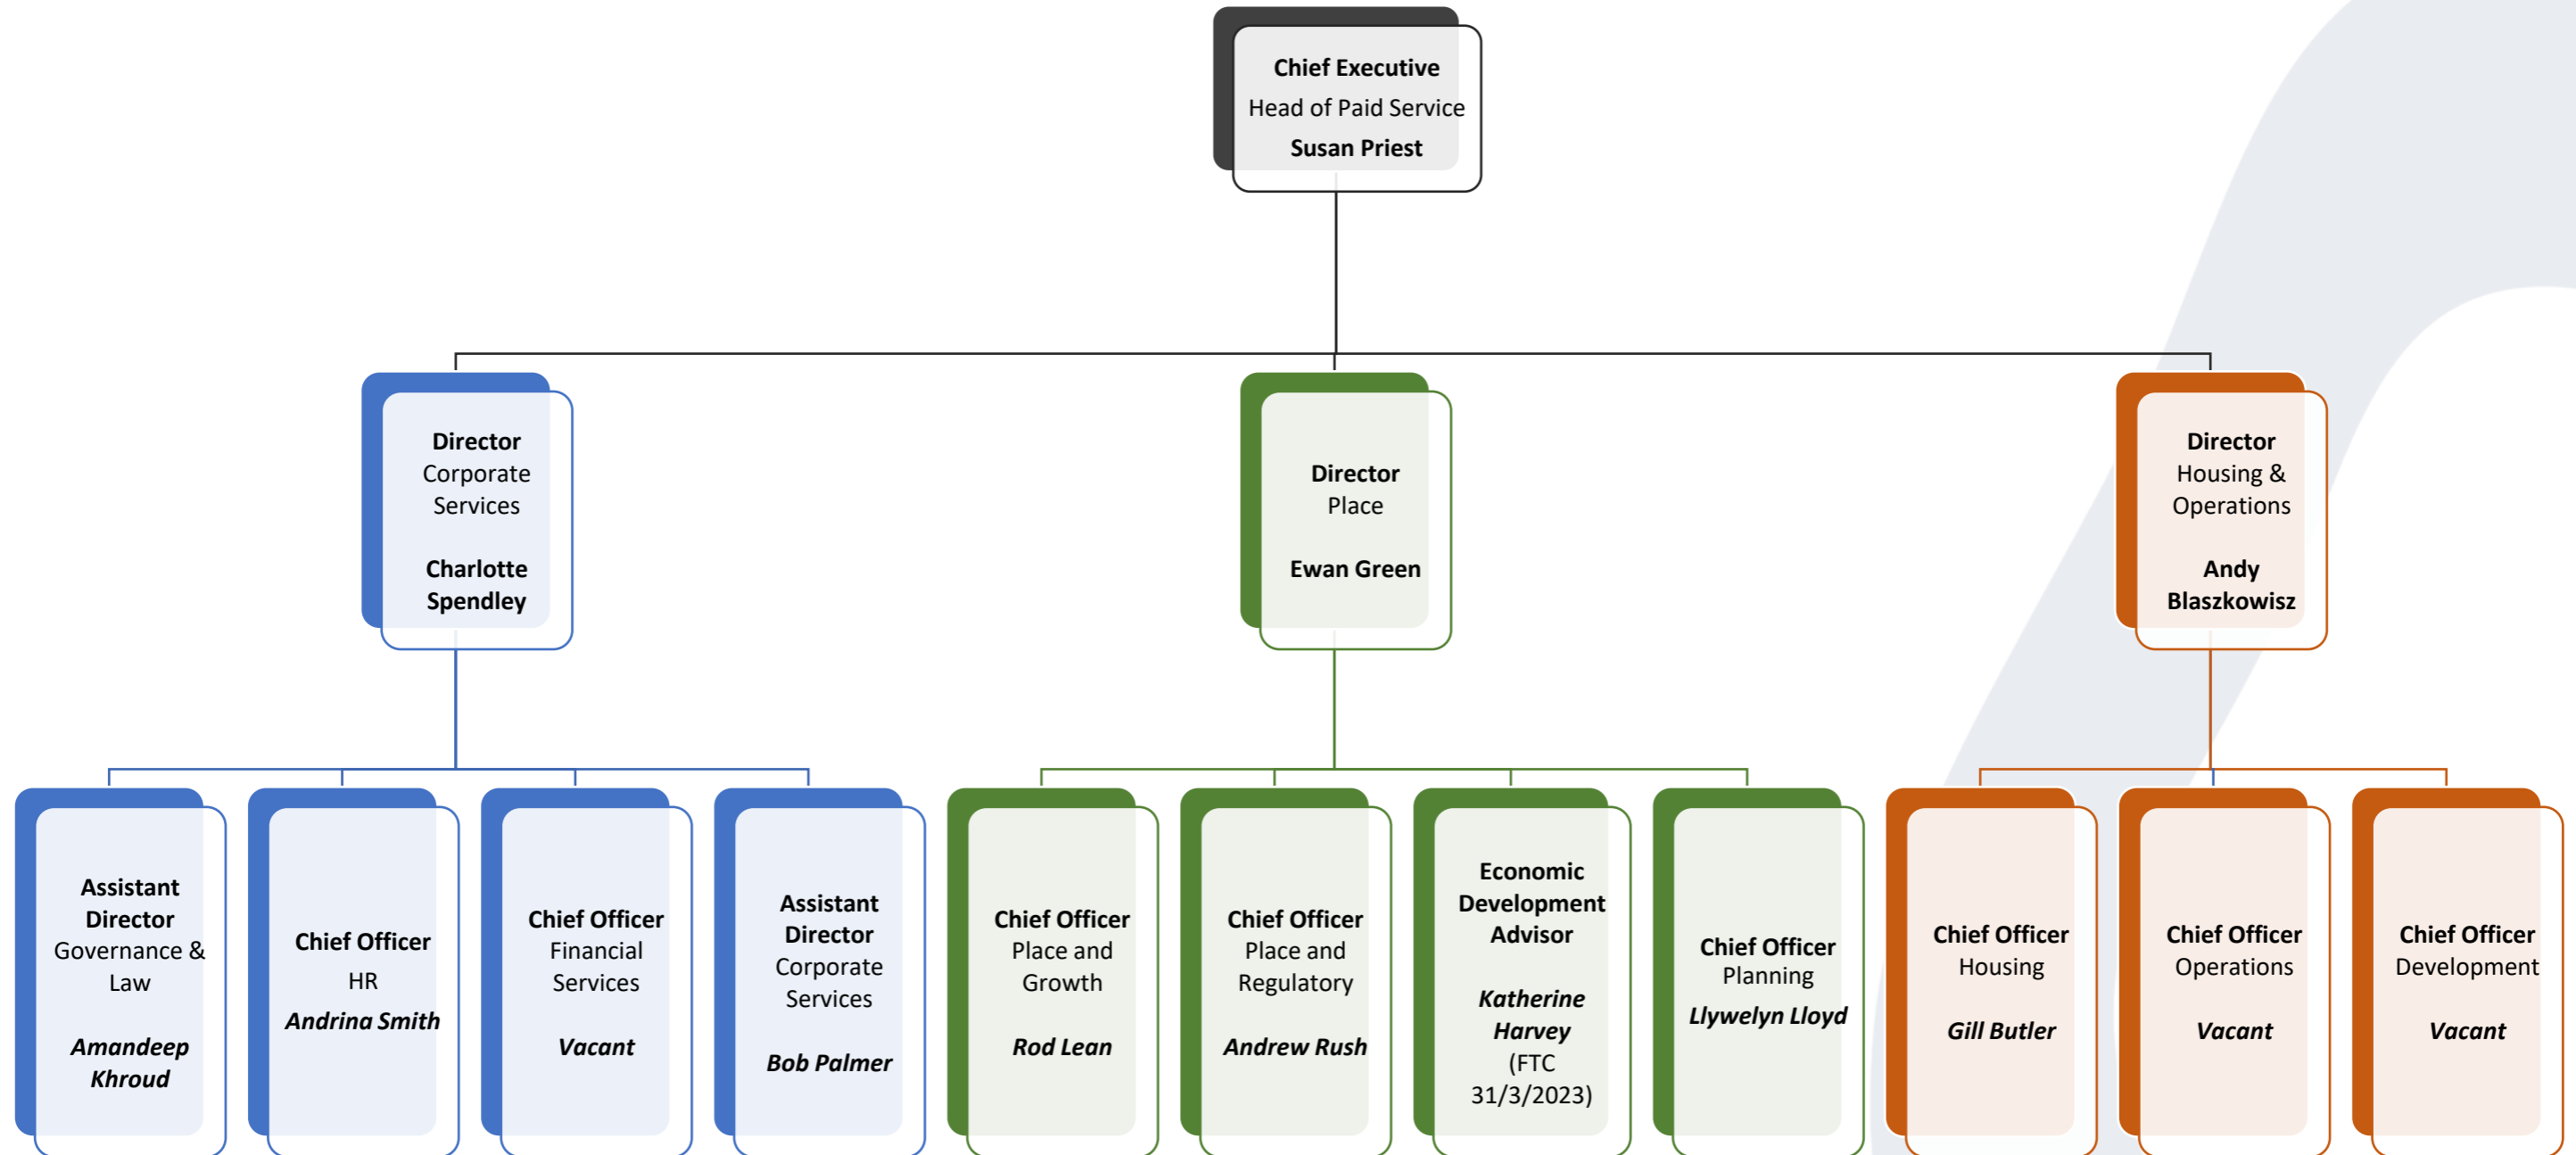 Chief Executive
Head of Paid Service
Susan Priest
Director
Corporate
Services
Charlotte
Spendley
Director
Place
Ewan Green
Director
Housing &
Operations
Andy
Blaszkowisz
Assistant
Director
Governance &
Law
Amandeep
Khroud
Chief Officer
HR
Andrina Smith
Chief Officer
Financial
Services
Vacant
Assistant
Director
Corporate
Services
Bob Palmer
Chief Officer
Place and
Growth
Rod Lean
Chief Officer
Place and
Regulatory
Andrew Rush
Economic
Development
Advisor
Katherine
Harvey
(FTC
31/3/2023)
Chief Officer
Planning
Llywelyn Lloyd
Chief Officer
Housing
Gill Butler
Chief Officer
Operations
Vacant
Chief Officer
Development
Vacant